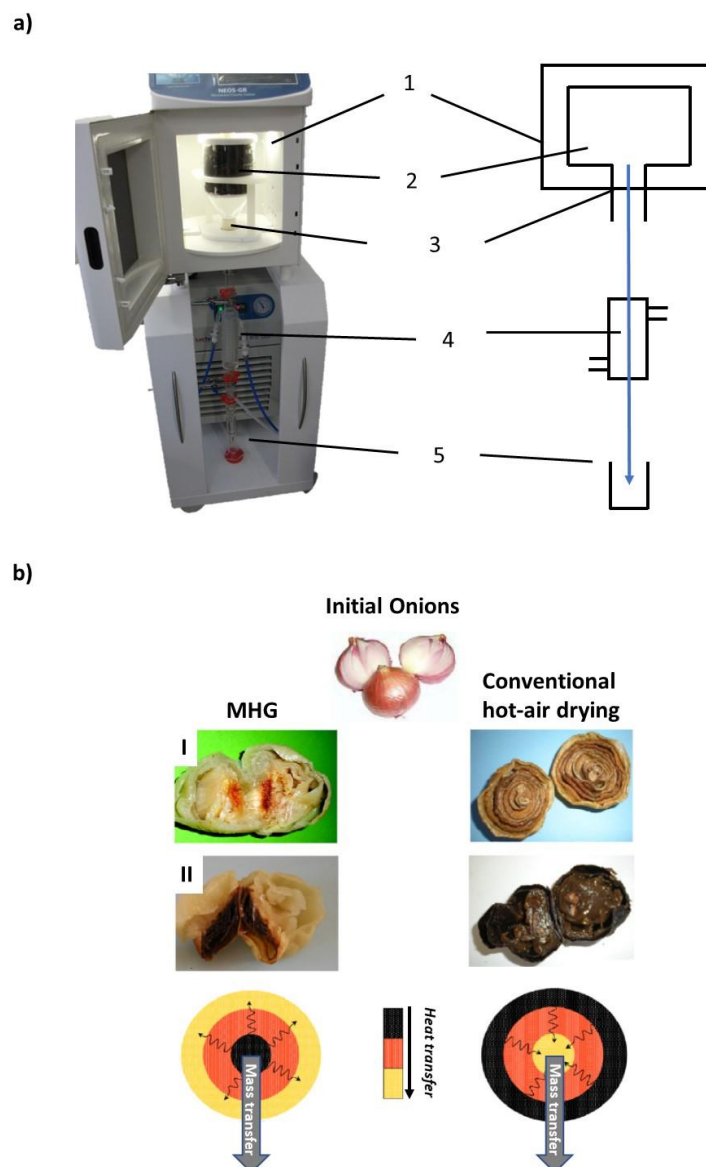 a)
NEOS-GR
1
2
3
4
5
b)
Initial Onions
MHG
Conventional
hot-air drying
I
II
Heat transfer
Mass transfer
Mass transfer